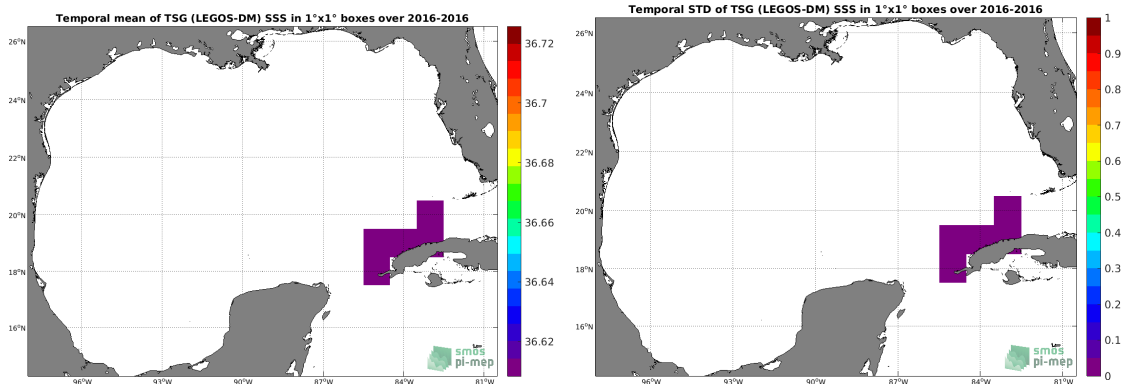 Temporal mean of TSG (LEGOS-DM) SSS in 1°x1° boxes over 2016-2016
26°N
24°N
22°N
20°N
18°N
16°N
96°W
93°W
90°W
87°W
84°W
81°W
36.72
36.7
36.68
36.66
36.64
36.62
smos
pi-mep
Temporal STD of TSG (LEGOS-DM) SSS in 1°x1° boxes over 2016-2016
26°N
24°N
22°N
20°N
18°N
16°N
96°W
93°W
90°W
87°W
84°W
81°W
1
0.9
0.8
0.7
0.6
0.5
0.4
0.3
0.2
0.1
0
smos
pi-mep